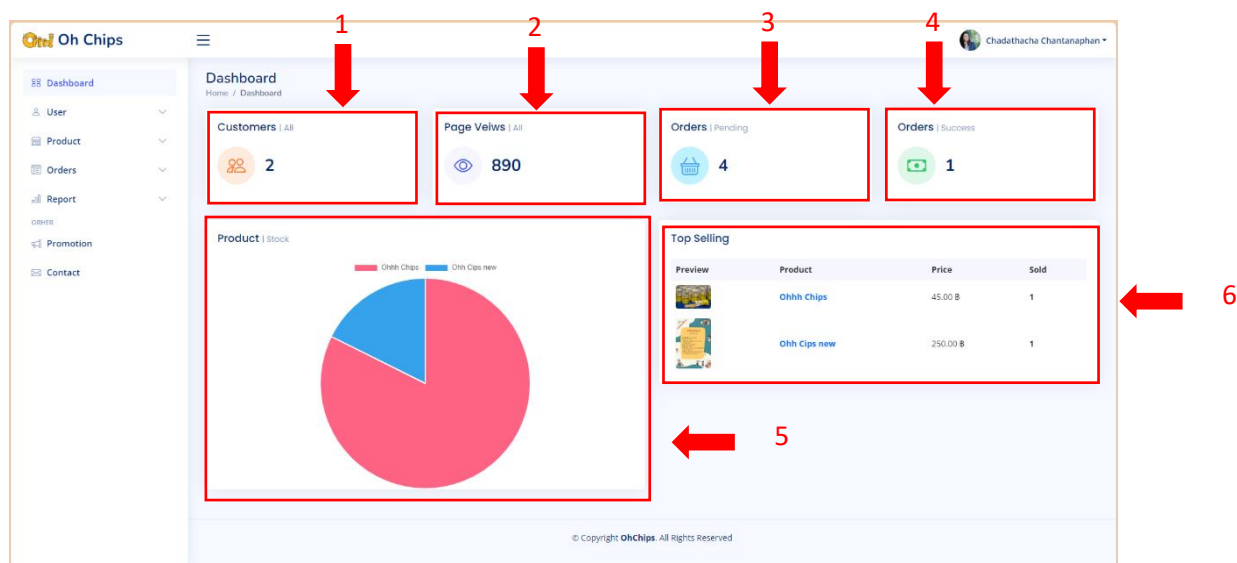 1
2
3
4
Ohh! Oh Chips
Chadathacha Chantanaphan
Dashboard
User
Product
Orders
Report
ORHER
Promotion
Contact
Dashboard
Home / Dashboard
Customers | All
2
Page Veiws | All
890
Orders | Pending
4
Orders | Success
1
Product | Stock
Ohhh Chips Ohh Cips new
Top Selling
Preview Product Price Sold
Ohhh Chips 45.00 ฿ 1
Ohh Cips new 250.00 ฿ 1
6
5
© Copyright OhChips. All Rights Reserved